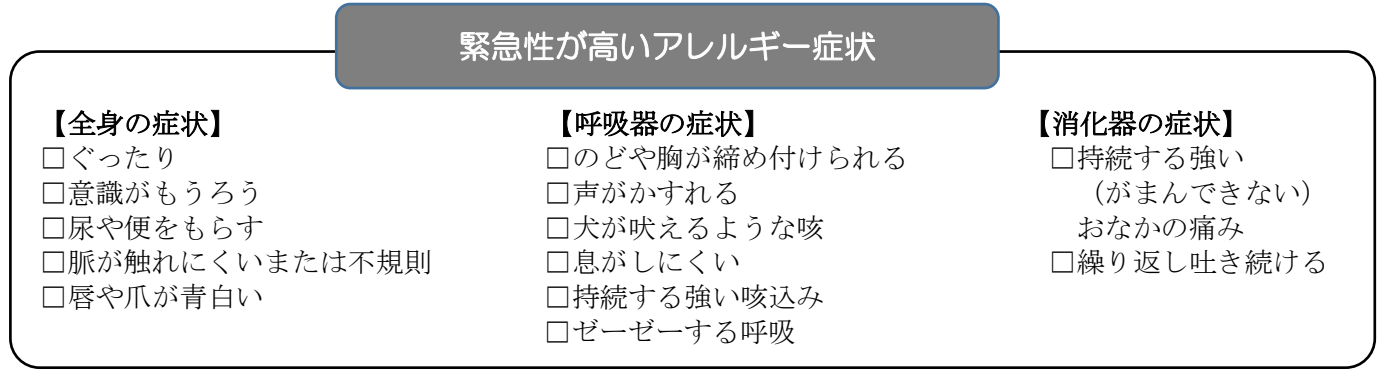 緊急性が高いアレルギー症状
【全身の症状】
□ぐったり
□意識がもうろう
□尿や便をもらす
□脈が触れにくいまたは不規則
□唇や爪が青白い
【呼吸器の症状】
□のどや胸が締め付けられる
□声がかすれる
□犬が吠えるような咳
□息がしにくい
□持続する強い咳込み
□ゼーゼーする呼吸
【消化器の症状】
□持続する強い
（がまんできない）
おなかの痛み
□繰り返し吐き続ける